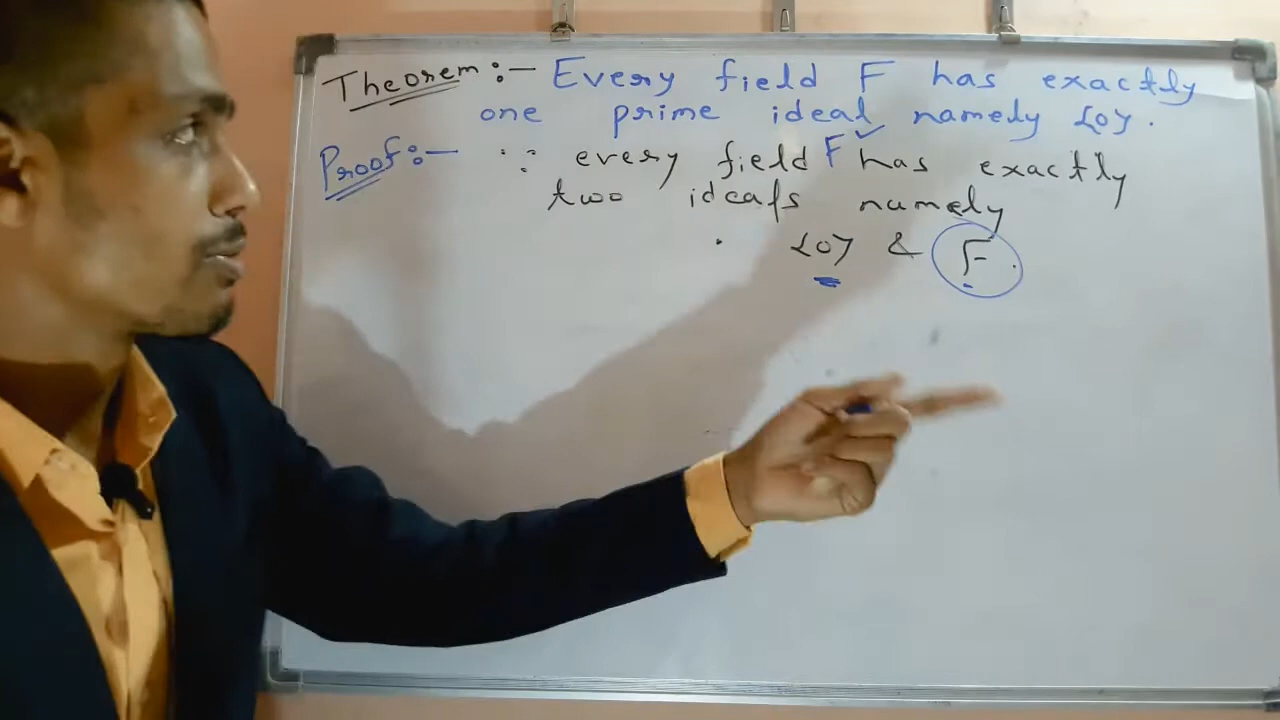 Theorem :- Every field F has exactly
one prime ideal namely {0}.
Proof :- ∵ every field F has exactly
two ideals namely
{0} & F.